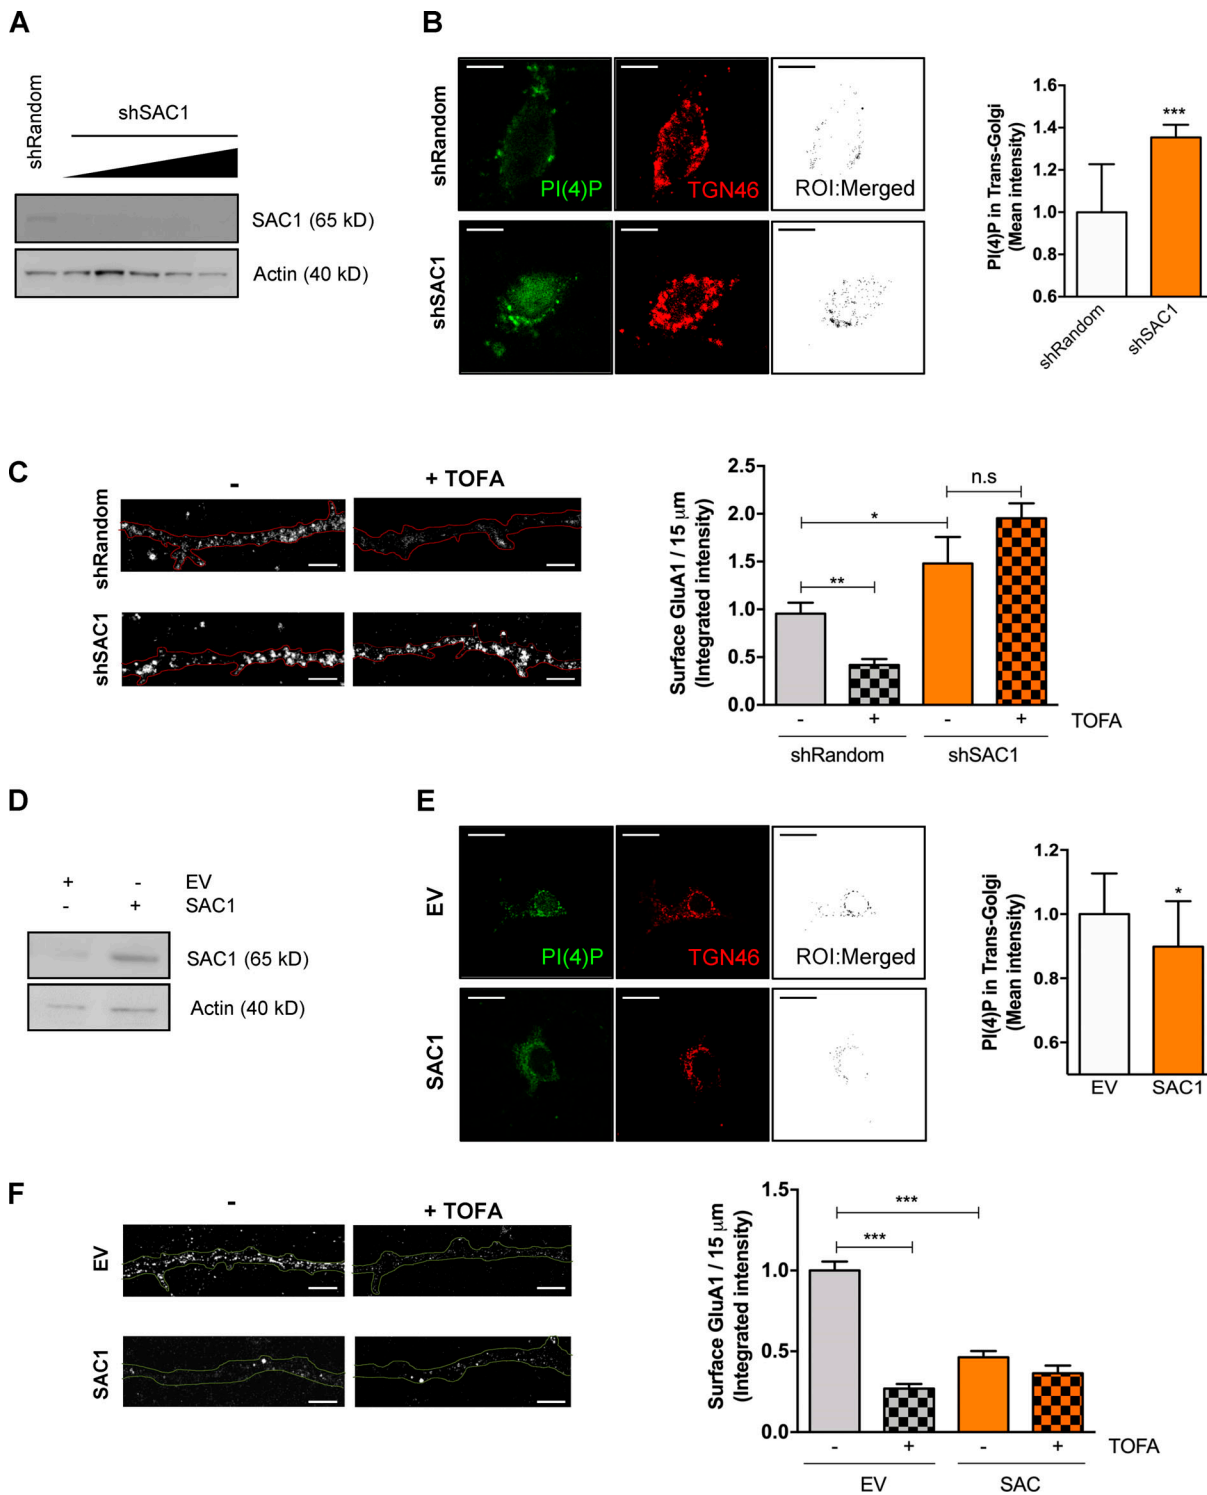 A
shRandom
shSAC1
SAC1 (65 kD)
Actin (40 kD)
B
shRandom
PI(4)P
TGN46
ROI:Merged
shSAC1
PI(4)P in Trans-Golgi
(Mean intensity)
1.6
1.4
1.2
1.0
0.8
0.6
***
shRandom
shSAC1
C
-
+ TOFA
shRandom
shSAC1
Surface GluA1 / 15 μm
(Integrated intensity)
2.5
2.0
1.5
1.0
0.5
0.0
n.s
*
**
- + - + TOFA
shRandom
shSAC1
D
+ - EV
- + SAC1
SAC1 (65 kD)
Actin (40 kD)
E
EV
PI(4)P
TGN46
ROI:Merged
SAC1
PI(4)P in Trans-Golgi
(Mean intensity)
1.2
1.0
0.8
0.6
*
EV
SAC1
F
-
+ TOFA
EV
SAC1
Surface GluA1 / 15 μm
(Integrated intensity)
1.5
1.0
0.5
0.0
***
***
- + - + TOFA
EV
SAC